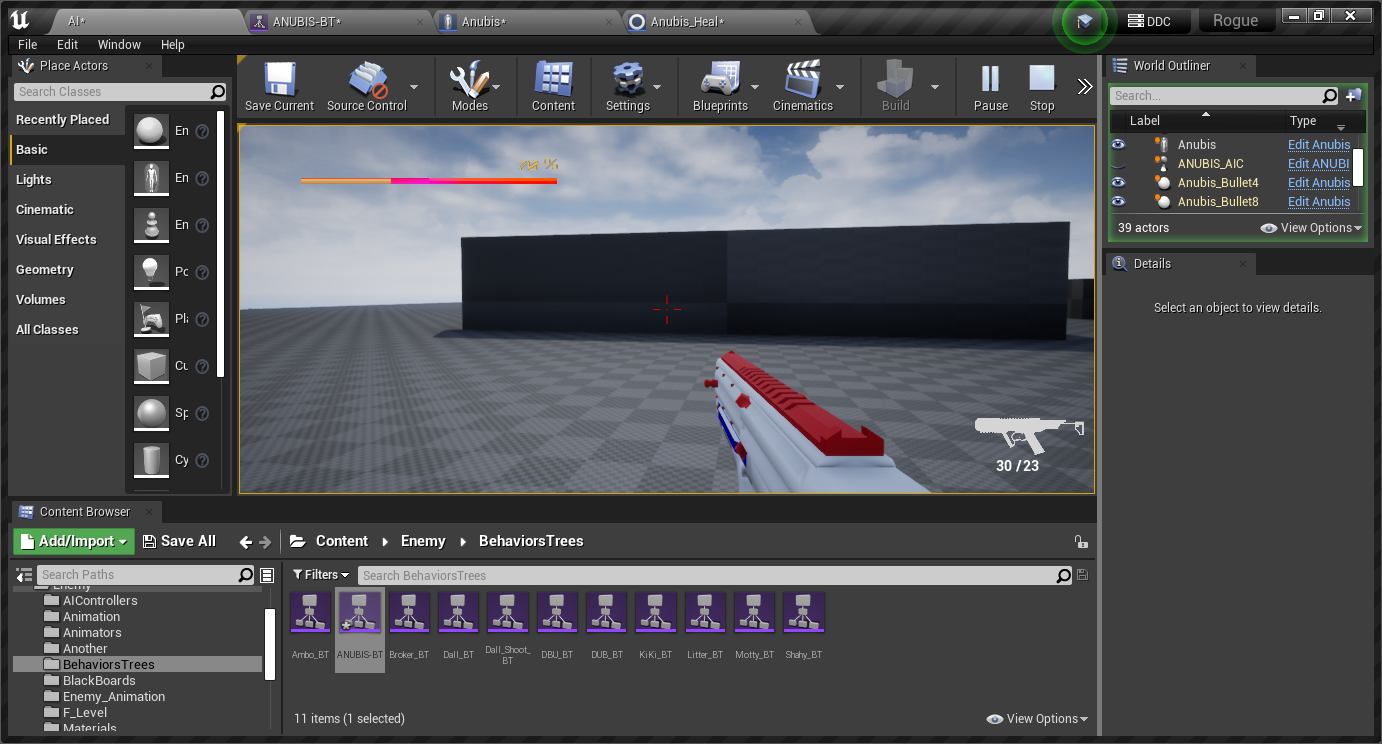 AI*
ANUBIS-BT*
Anubis*
Anubis_Heal*
DDC
Rogue
File Edit Window Help
Place Actors
Search Classes
Recently Placed
Basic
Lights
Cinematic
Visual Effects
Geometry
Volumes
All Classes
En
En
En
Po
Pla
Cu
Sp
Cy
Save Current
Source Control
Modes
Content
Settings
Blueprints
Cinematics
Build
Pause
Stop
30 / 23
World Outliner
Search...
Label Type
Anubis Edit Anubis
ANUBIS_AIC Edit ANUBI
Anubis_Bullet4 Edit Anubis
Anubis_Bullet8 Edit Anubis
39 actors View Options
Details
Select an object to view details.
Content Browser
Add/Import Save All Content Enemy BehaviorsTrees
Search Paths
Enemy
AIControllers
Animation
Animators
Another
BehaviorsTrees
BlackBoards
Enemy_Animation
F_Level
Materials
Filters Search BehaviorsTrees
Ambo_BT
ANUBIS-BT
Broker_BT
Dall_BT
Dall_Shoot_
BT
DBU_BT
DUB_BT
KiKi_BT
Litter_BT
Motty_BT
Shahy_BT
11 items (1 selected) View Options